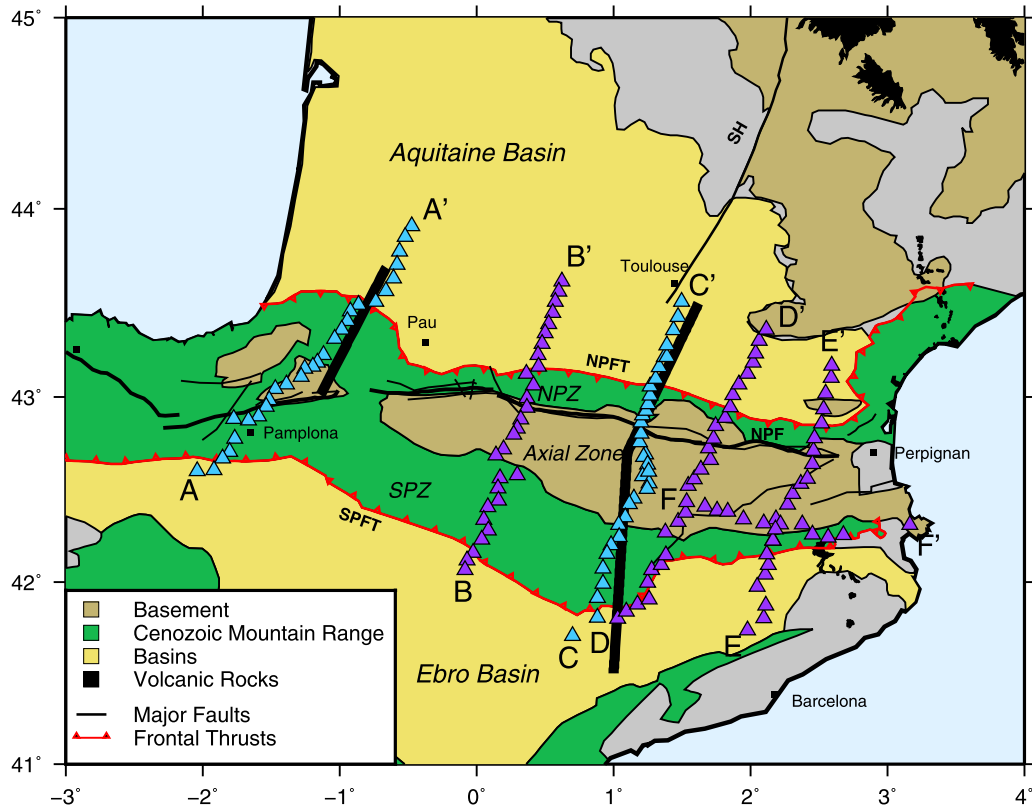 45°
44°
43°
42°
41°
−3°
−2°
−1°
0°
1°
2°
3°
4°
SH
Aquitaine Basin
A'
B'
Toulouse
C'
D'
Pau
E'
NPFT
NPZ
Pamplona
NPF
Axial Zone
Perpignan
A
SPZ
F
SPFT
F'
B
D
E
C
Ebro Basin
Barcelona
Basement
Cenozoic Mountain Range
Basins
Volcanic Rocks
Major Faults
Frontal Thrusts